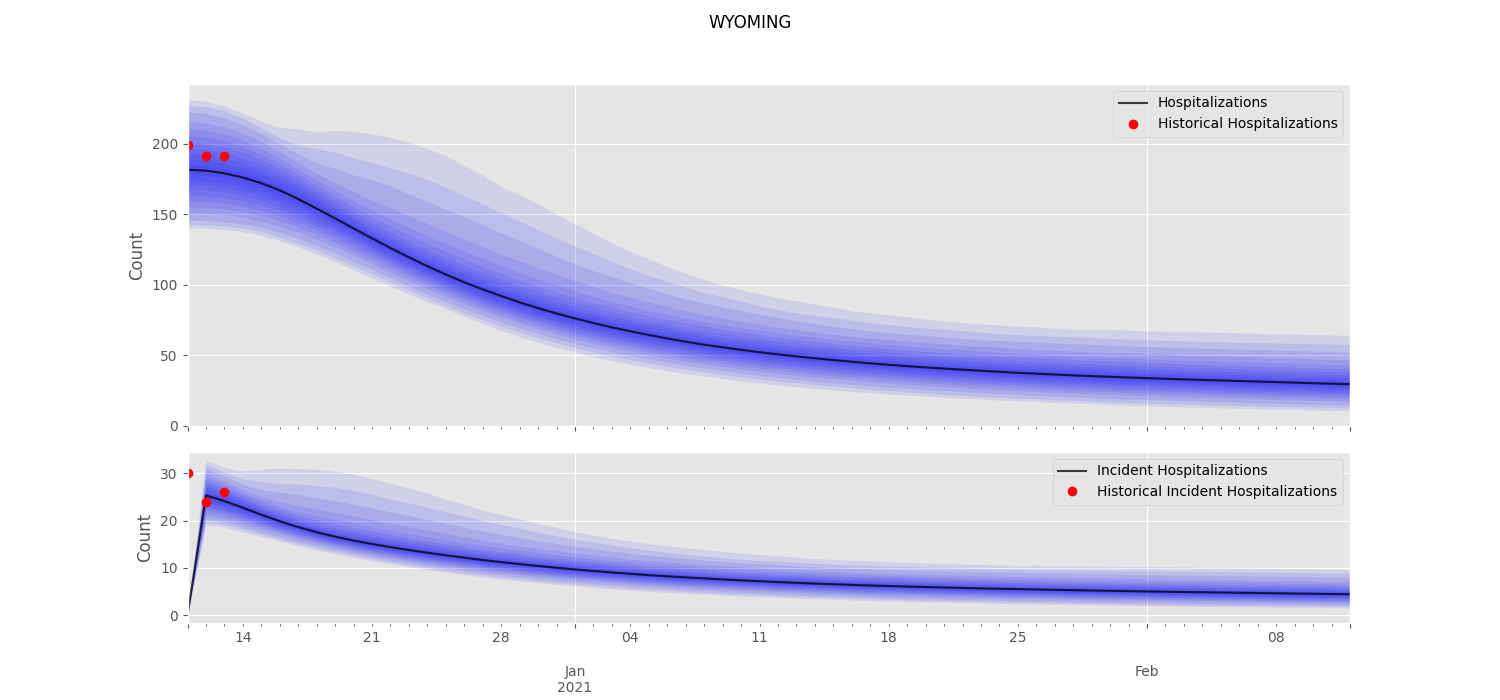 WYOMING
Hospitalizations
Historical Hospitalizations
Count
200
150
100
50
0
Incident Hospitalizations
Historical Incident Hospitalizations
Count
30
20
10
0
14 21 28 04 11 18 25 08
Jan Feb
2021